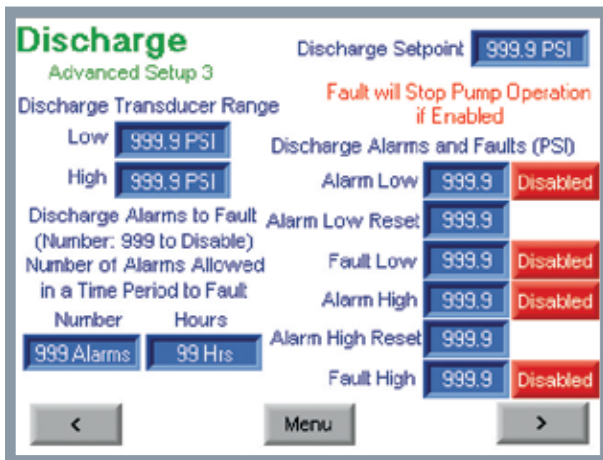 Discharge
Advanced Setup 3
Discharge Setpoint 999.9 PSI
Fault will Stop Pump Operation
if Enabled
Discharge Transducer Range
Low 999.9 PSI
High 999.9 PSI
Discharge Alarms to Fault
(Number: 999 to Disable)
Number of Alarms Allowed
in a Time Period to Fault
Number Hours
999 Alarms 99 Hrs
Discharge Alarms and Faults (PSI)
Alarm Low 999.9 Disabled
Alarm Low Reset 999.9
Fault Low 999.9 Disabled
Alarm High 999.9 Disabled
Alarm High Reset 999.9
Fault High 999.9 Disabled
< Menu >